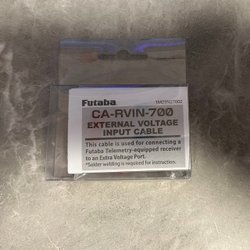 Futaba
CA-RVIN-700
EXTERNAL VOLTAGE
INPUT CABLE
This cable is used for connecting a
Futaba Telemetry-equipped receiver
to an Extra Voltage Port.
*Solder welding is required for instruction.